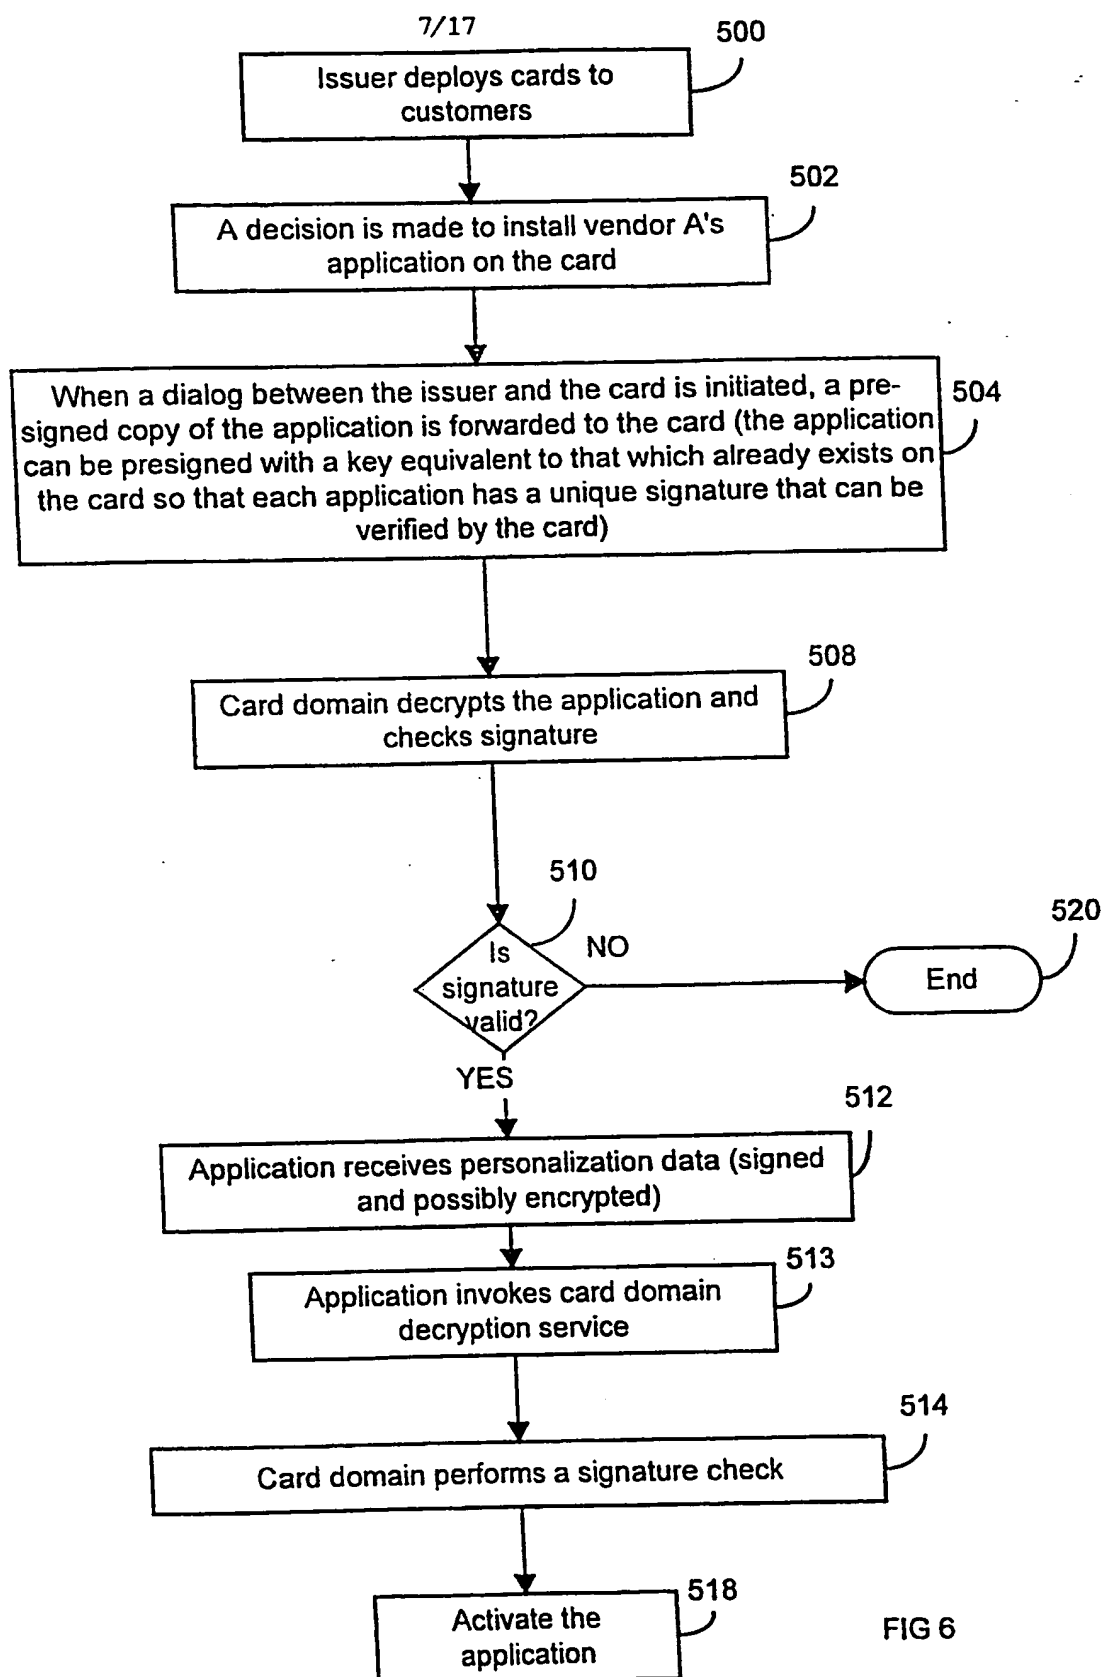 7/17
500
Issuer deploys cards to
customers
502
A decision is made to install vendor A's
application on the card
504
When a dialog between the issuer and the card is initiated, a pre-
signed copy of the application is forwarded to the card (the application
can be presigned with a key equivalent to that which already exists on
the card so that each application has a unique signature that can be
verified by the card)
508
Card domain decrypts the application and
checks signature
510
Is
signature
valid?
NO
520
End
YES
512
Application receives personalization data (signed
and possibly encrypted)
513
Application invokes card domain
decryption service
514
Card domain performs a signature check
518
Activate the
application
FIG 6